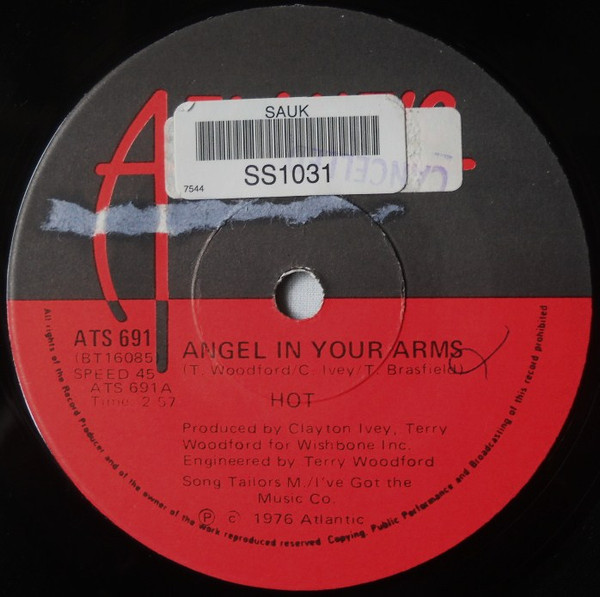 SAUK
7544
SS1031
CANCELLED
ATS 691
(BT16085)
SPEED 45
ATS 691A
Time: 2:57
ANGEL IN YOUR ARMS
(T. Woodford/C. Ivey/T. Brasfield)
HOT
Produced by Clayton Ivey, Terry
Woodford for Wishbone Inc.
Engineered by Terry Woodford
Song Tailors M./I've Got the
Music Co.
Ⓟ © 1976 Atlantic
All rights of the Record Producer and of the owner of the Work reproduced reserved. Copying, Public Performance and Broadcasting of this record prohibited